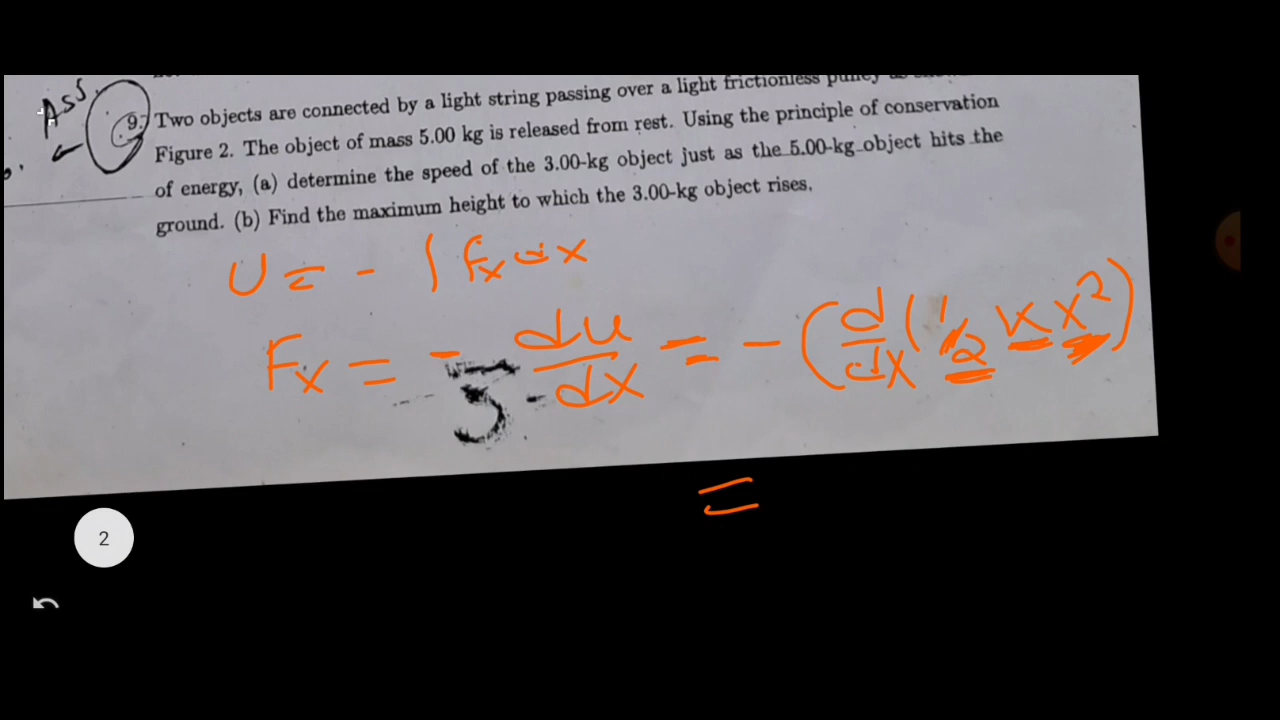 Ass.
9. Two objects are connected by a light string passing over a light frictionless pulley as
Figure 2. The object of mass 5.00 kg is released from rest. Using the principle of conservation
of energy, (a) determine the speed of the 3.00-kg object just as the 5.00-kg object hits the
ground. (b) Find the maximum height to which the 3.00-kg object rises.
U = - ∫ Fx dx
Fx = - du/dx = - (d/dx (1/2 k x²)
5
=
2